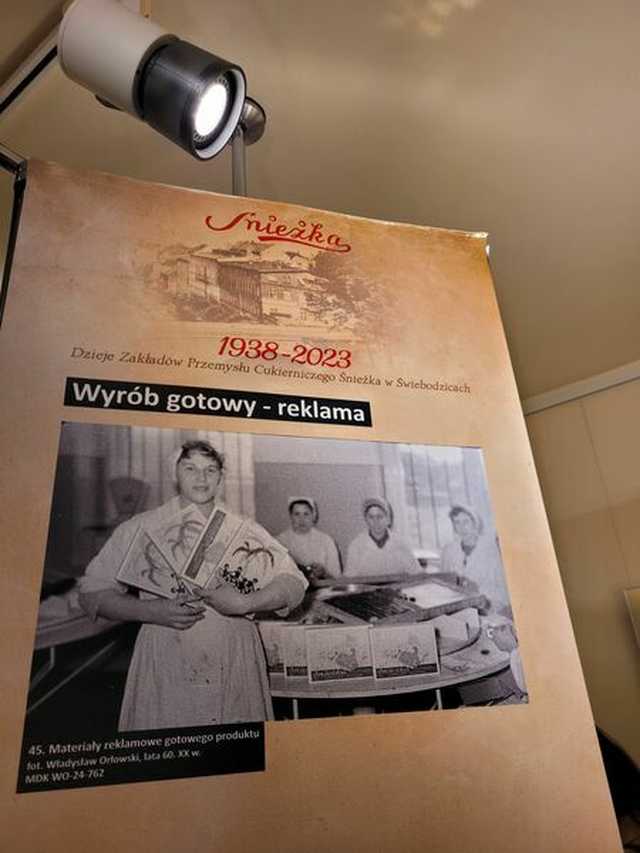 Śnieżka
1938-2023
Dzieje Zakładów Przemysłu Cukierniczego Śnieżka w Świebodzicach
Wyrób gotowy - reklama
45. Materiały reklamowe gotowego produktu
fot. Władysław Orłowski, lata 60. XX w.
MDK WO-24-762